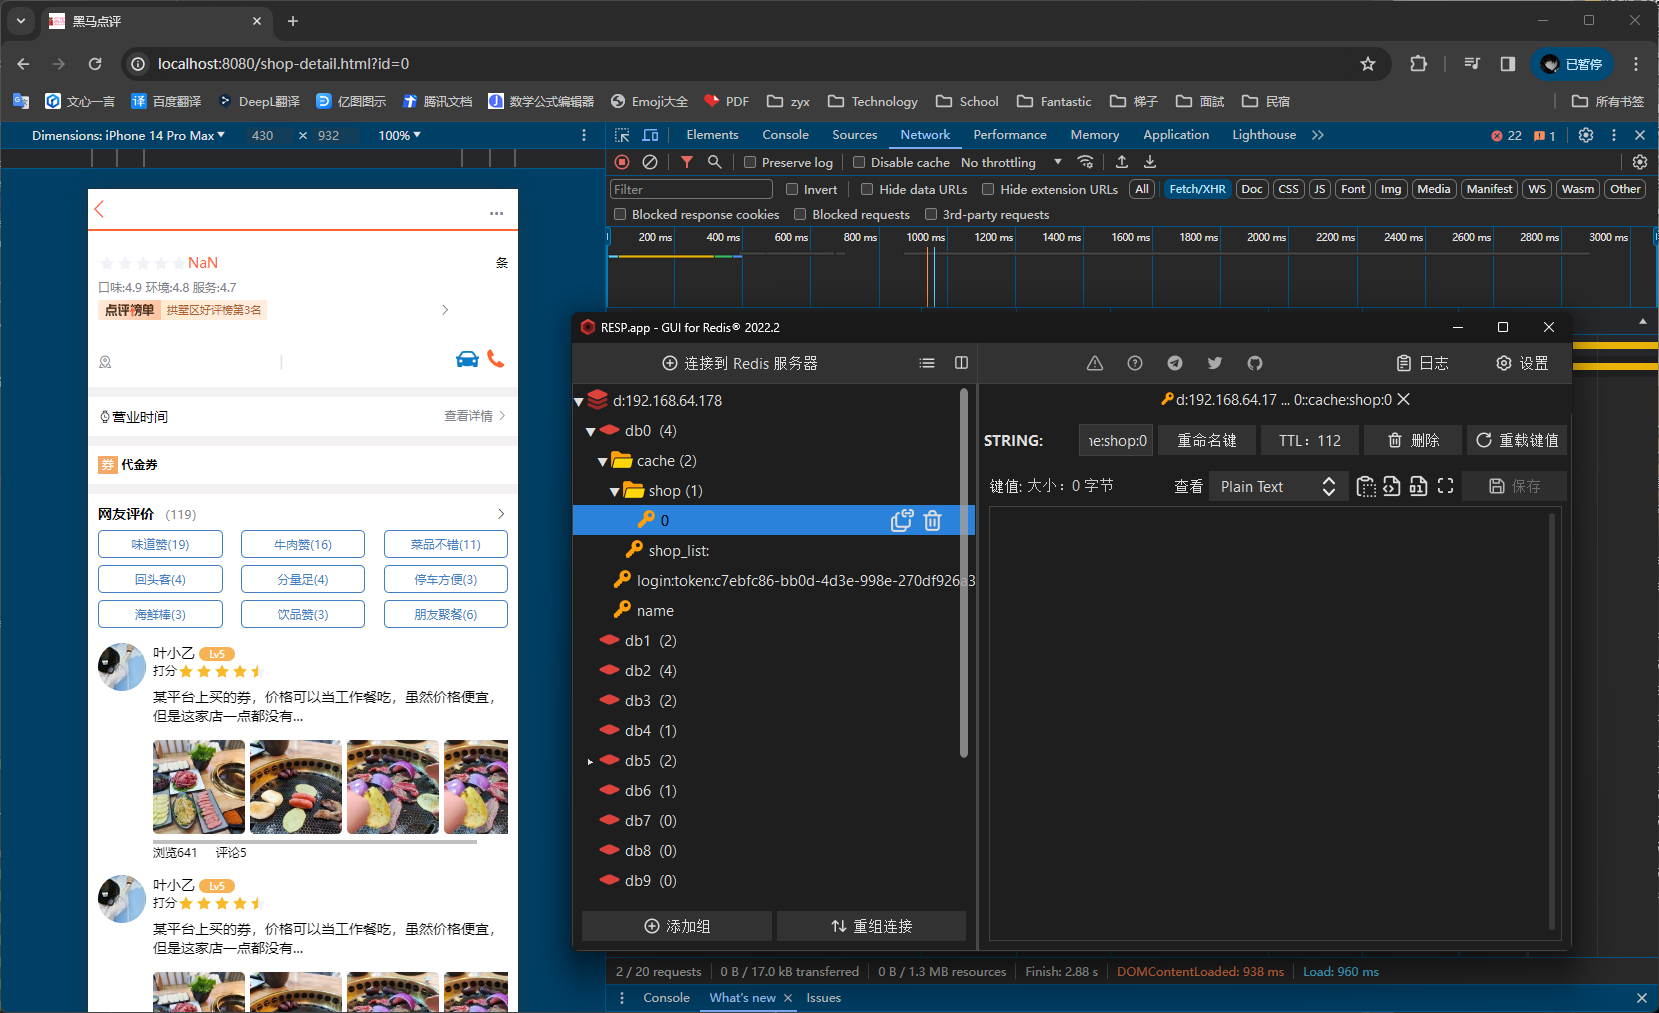 黑马点评
localhost:8080/shop-detail.html?id=0
已暂停
文心一言 百度翻译 DeepL翻译 亿图图示 腾讯文档 数学公式编辑器 Emoji大全 PDF zyx Technology School Fantastic 梯子 面試 民宿 所有书签
Dimensions: iPhone 14 Pro Max 430 × 932 100%
Elements Console Sources Network Performance Memory Application Lighthouse 22 1
Preserve log Disable cache No throttling
Filter Invert Hide data URLs Hide extension URLs All Fetch/XHR Doc CSS JS Font Img Media Manifest WS Wasm Other
Blocked response cookies Blocked requests 3rd-party requests
200 ms 400 ms 600 ms 800 ms 1000 ms 1200 ms 1400 ms 1600 ms 1800 ms 2000 ms 2200 ms 2400 ms 2600 ms 2800 ms 3000 ms
NaN 条
口味:4.9 环境:4.8 服务:4.7
点评榜单 拱墅区好评榜第3名
营业时间 查看详情
券 代金券
网友评价 (119)
味道赞(19) 牛肉赞(16) 菜品不错(11)
回头客(4) 分量足(4) 停车方便(3)
海鲜棒(3) 饮品赞(3) 朋友聚餐(6)
叶小乙 Lv5
打分
某平台上买的券，价格可以当工作餐吃，虽然价格便宜，
但是这家店一点都没有...
浏览641 评论5
叶小乙 Lv5
打分
某平台上买的券，价格可以当工作餐吃，虽然价格便宜，
但是这家店一点都没有...
RESP.app - GUI for Redis® 2022.2
连接到 Redis 服务器
日志 设置
d:192.168.64.178
db0 (4)
cache (2)
shop (1)
0
shop_list:
login:token:c7ebfc86-bb0d-4d3e-998e-270df926a3
name
db1 (2)
db2 (4)
db3 (2)
db4 (1)
db5 (2)
db6 (1)
db7 (0)
db8 (0)
db9 (0)
添加组 重组连接
d:192.168.64.17 ... 0::cache:shop:0
STRING: he:shop:0 重命名键 TTL：112 删除 重载键值
键值: 大小：0 字节 查看 Plain Text 保存
2 / 20 requests 0 B / 17.0 kB transferred 0 B / 1.3 MB resources Finish: 2.88 s DOMContentLoaded: 938 ms Load: 960 ms
Console What's new Issues